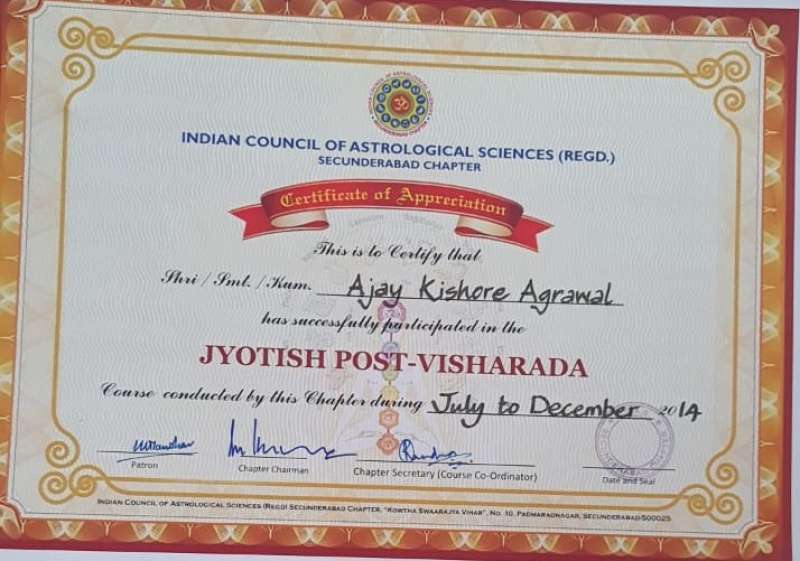 INDIAN COUNCIL OF ASTROLOGICAL SCIENCES (REGD.)
SECUNDERABAD CHAPTER
Certificate of Appreciation
This is to Certify that
Shri / Smt. / Kum. Ajay Kishore Agrawal
has successfully participated in the
JYOTISH POST-VISHARADA
Course conducted by this Chapter during July to December 2014
Patron
Chapter Chairman
Chapter Secretary (Course Co-Ordinator)
Date and Seal
INDIAN COUNCIL OF ASTROLOGICAL SCIENCES (REGD) SECUNDERABAD CHAPTER, "ROWTHA SWAARAJYA VIHAR", NO. 10, PADMARAONAGAR, SECUNDERABAD-500025